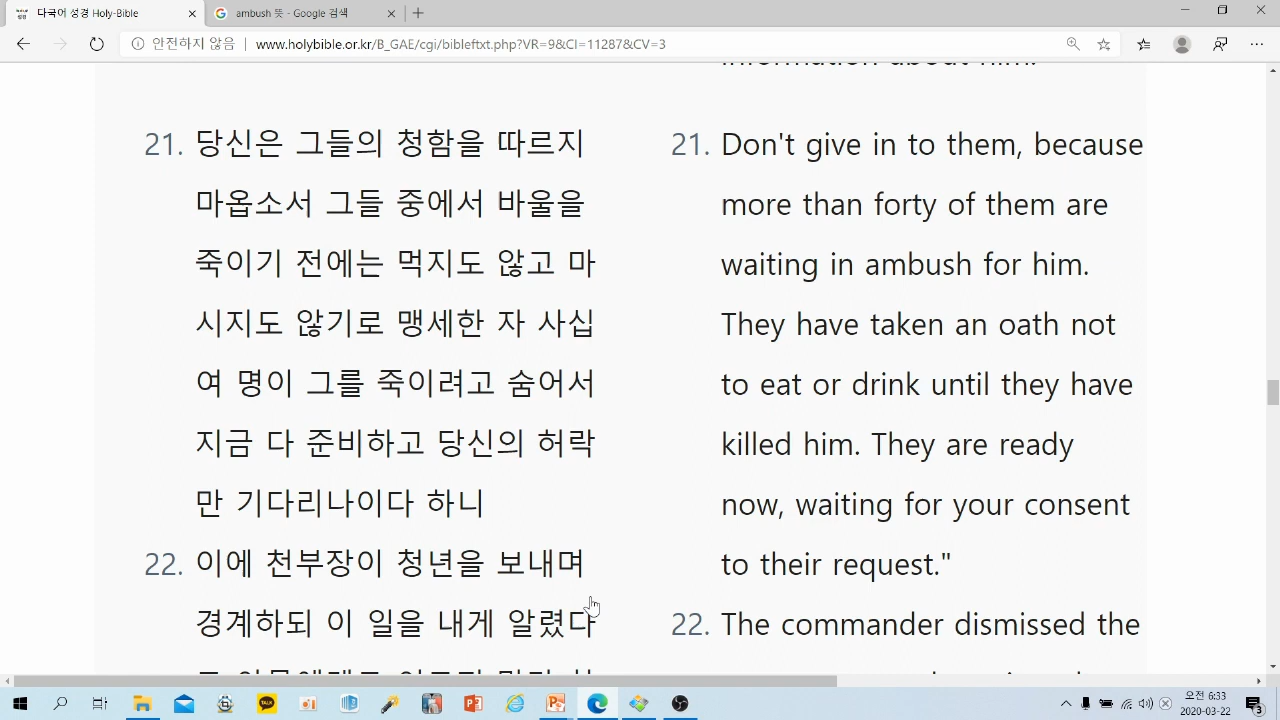 다국어 성경 Holy-Bible
ambush 뜻 - Google 검색
안전하지 않음
www.holybible.or.kr/B_GAE/cgi/bibleftxt.php?VR=9&CI=11287&CV=3
information about him."
21. 당신은 그들의 청함을 따르지
마옵소서 그들 중에서 바울을
죽이기 전에는 먹지도 않고 마
시지도 않기로 맹세한 자 사십
여 명이 그를 죽이려고 숨어서
지금 다 준비하고 당신의 허락
만 기다리나이다 하니
22. 이에 천부장이 청년을 보내며
경계하되 이 일을 내게 알렸다
21. Don't give in to them, because
more than forty of them are
waiting in ambush for him.
They have taken an oath not
to eat or drink until they have
killed him. They are ready
now, waiting for your consent
to their request."
22. The commander dismissed the
TALK
오전 6:33
2020-03-22
3